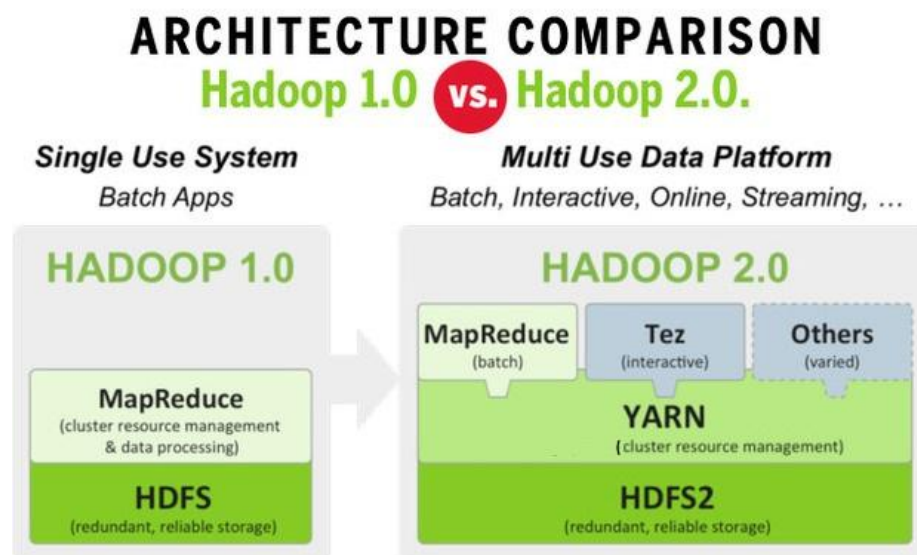 ARCHITECTURE COMPARISON
Hadoop 1.0 vs. Hadoop 2.0.
Single Use System
Batch Apps
HADOOP 1.0
MapReduce
(cluster resource management
& data processing)
HDFS
(redundant, reliable storage)
Multi Use Data Platform
Batch, Interactive, Online, Streaming, …
HADOOP 2.0
MapReduce
(batch)
Tez
(interactive)
Others
(varied)
YARN
(cluster resource management)
HDFS2
(redundant, reliable storage)